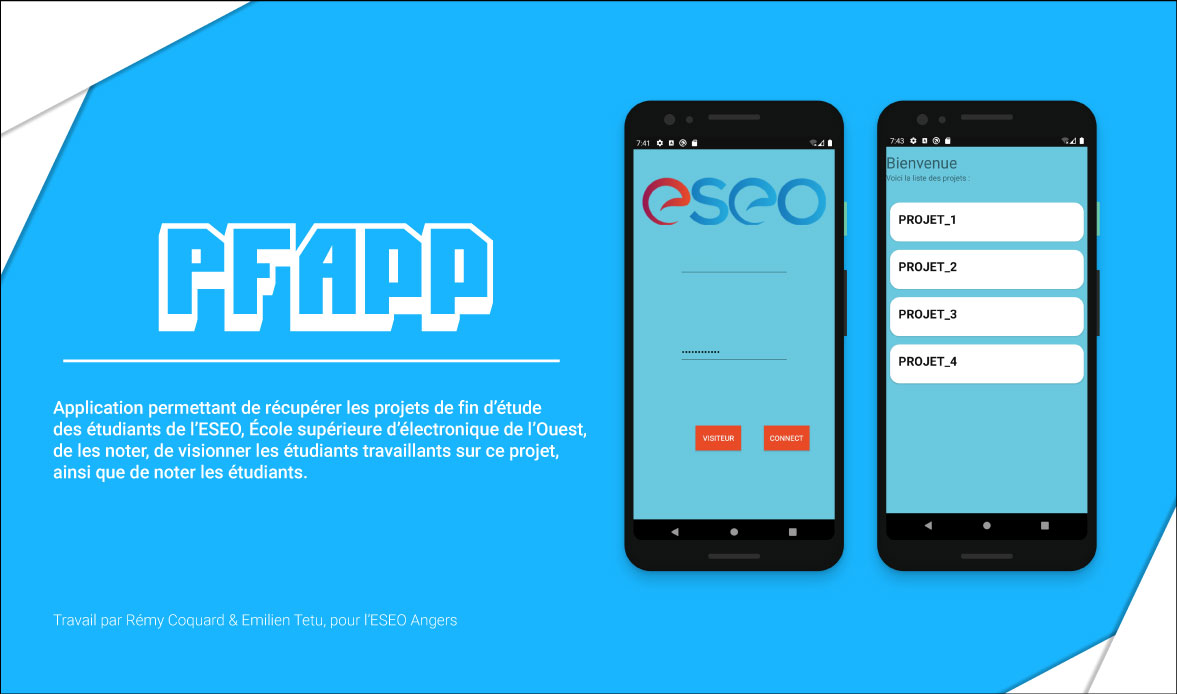 PFAPP
Application permettant de récupérer les projets de fin d'étude
des étudiants de l'ESEO, École supérieure d'électronique de l'Ouest,
de les noter, de visionner les étudiants travaillants sur ce projet,
ainsi que de noter les étudiants.
Travail par Rémy Coquard & Emilien Tetu, pour l'ESEO Angers
7:41
eseo
VISITEUR
CONNECT
7:43
Bienvenue
Voici la liste des projets :
PROJET_1
PROJET_2
PROJET_3
PROJET_4